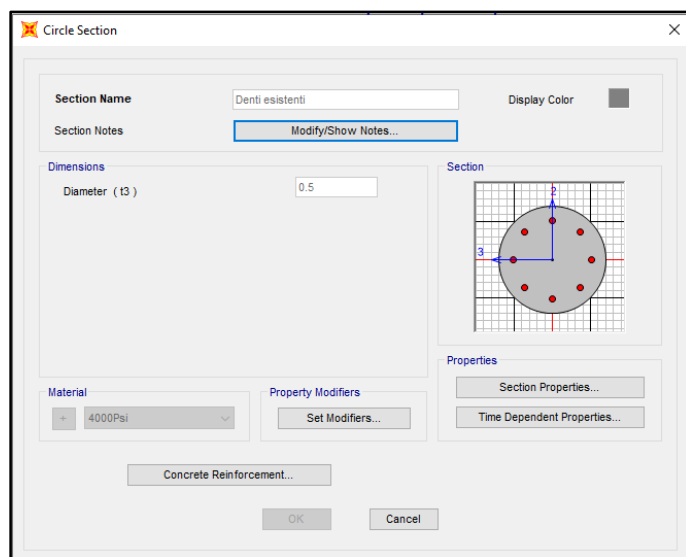 Circle Section
Section Name
Denti esistenti
Display Color
Section Notes
Modify/Show Notes...
Dimensions
Diameter ( t3 )
0.5
Section
2
3
Properties
Section Properties...
Time Dependent Properties...
Material
+
4000Psi
Property Modifiers
Set Modifiers...
Concrete Reinforcement...
OK
Cancel